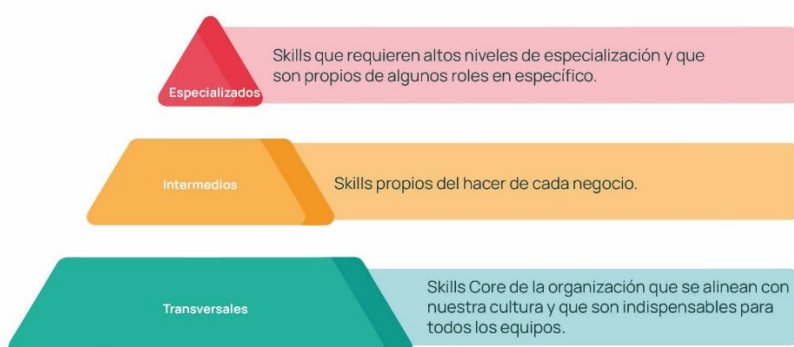 Skills que requieren altos niveles de especialización y que
son propios de algunos roles en específico.
Especializados
Intermedios
Skills propios del hacer de cada negocio.
Skills Core de la organización que se alinean con
nuestra cultura y que son indispensables para
todos los equipos.
Transversales